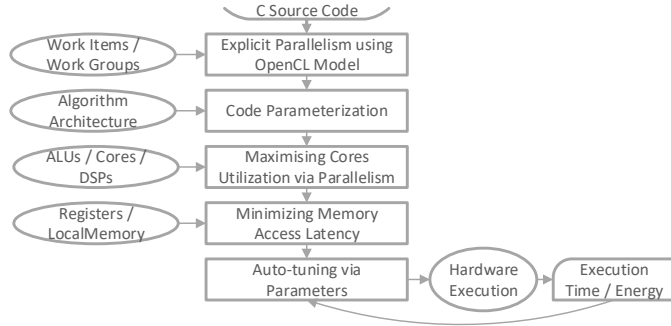 C Source Code
Work Items /
Work Groups
Explicit Parallelism using
OpenCL Model
Algorithm
Architecture
Code Parameterization
ALUs / Cores /
DSPs
Maximising Cores
Utilization via Parallelism
Registers /
LocalMemory
Minimizing Memory
Access Latency
Auto-tuning via
Parameters
Hardware
Execution
Execution
Time / Energy